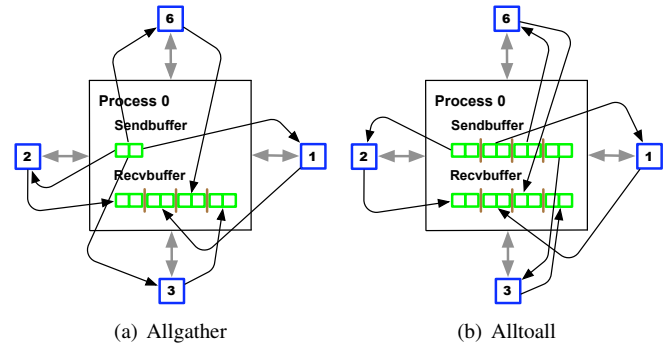 6
Process 0
Sendbuffer
2
1
Recvbuffer
3
(a) Allgather
6
Process 0
Sendbuffer
2
1
Recvbuffer
3
(b) Alltoall